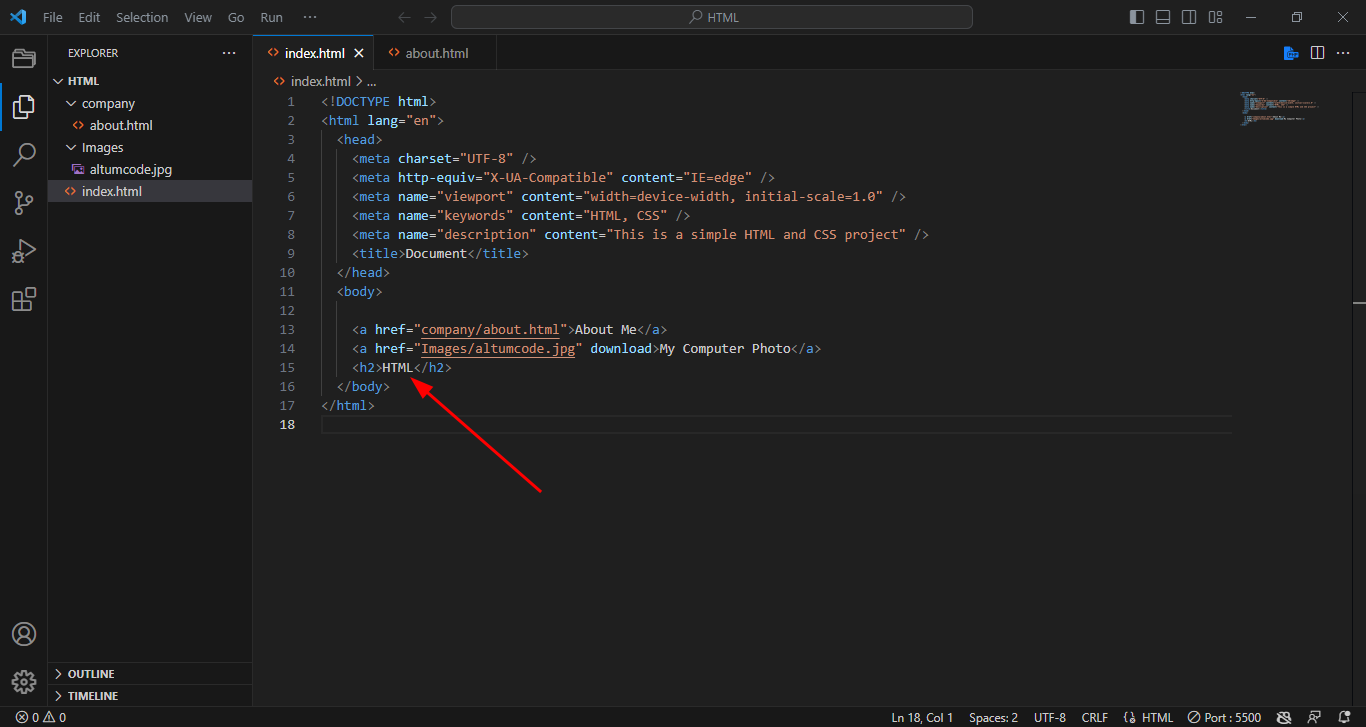 File Edit Selection View Go Run ···
HTML
EXPLORER ···
HTML
company
about.html
Images
altumcode.jpg
index.html
OUTLINE
TIMELINE
index.html about.html
index.html > ...
1 <!DOCTYPE html>
2 <html lang="en">
3 <head>
4 <meta charset="UTF-8" />
5 <meta http-equiv="X-UA-Compatible" content="IE=edge" />
6 <meta name="viewport" content="width=device-width, initial-scale=1.0" />
7 <meta name="keywords" content="HTML, CSS" />
8 <meta name="description" content="This is a simple HTML and CSS project" />
9 <title>Document</title>
10 </head>
11 <body>
12
13 <a href="company/about.html">About Me</a>
14 <a href="Images/altumcode.jpg" download>My Computer Photo</a>
15 <h2>HTML</h2>
16 </body>
17 </html>
18
0 0 Ln 18, Col 1 Spaces: 2 UTF-8 CRLF HTML Port : 5500